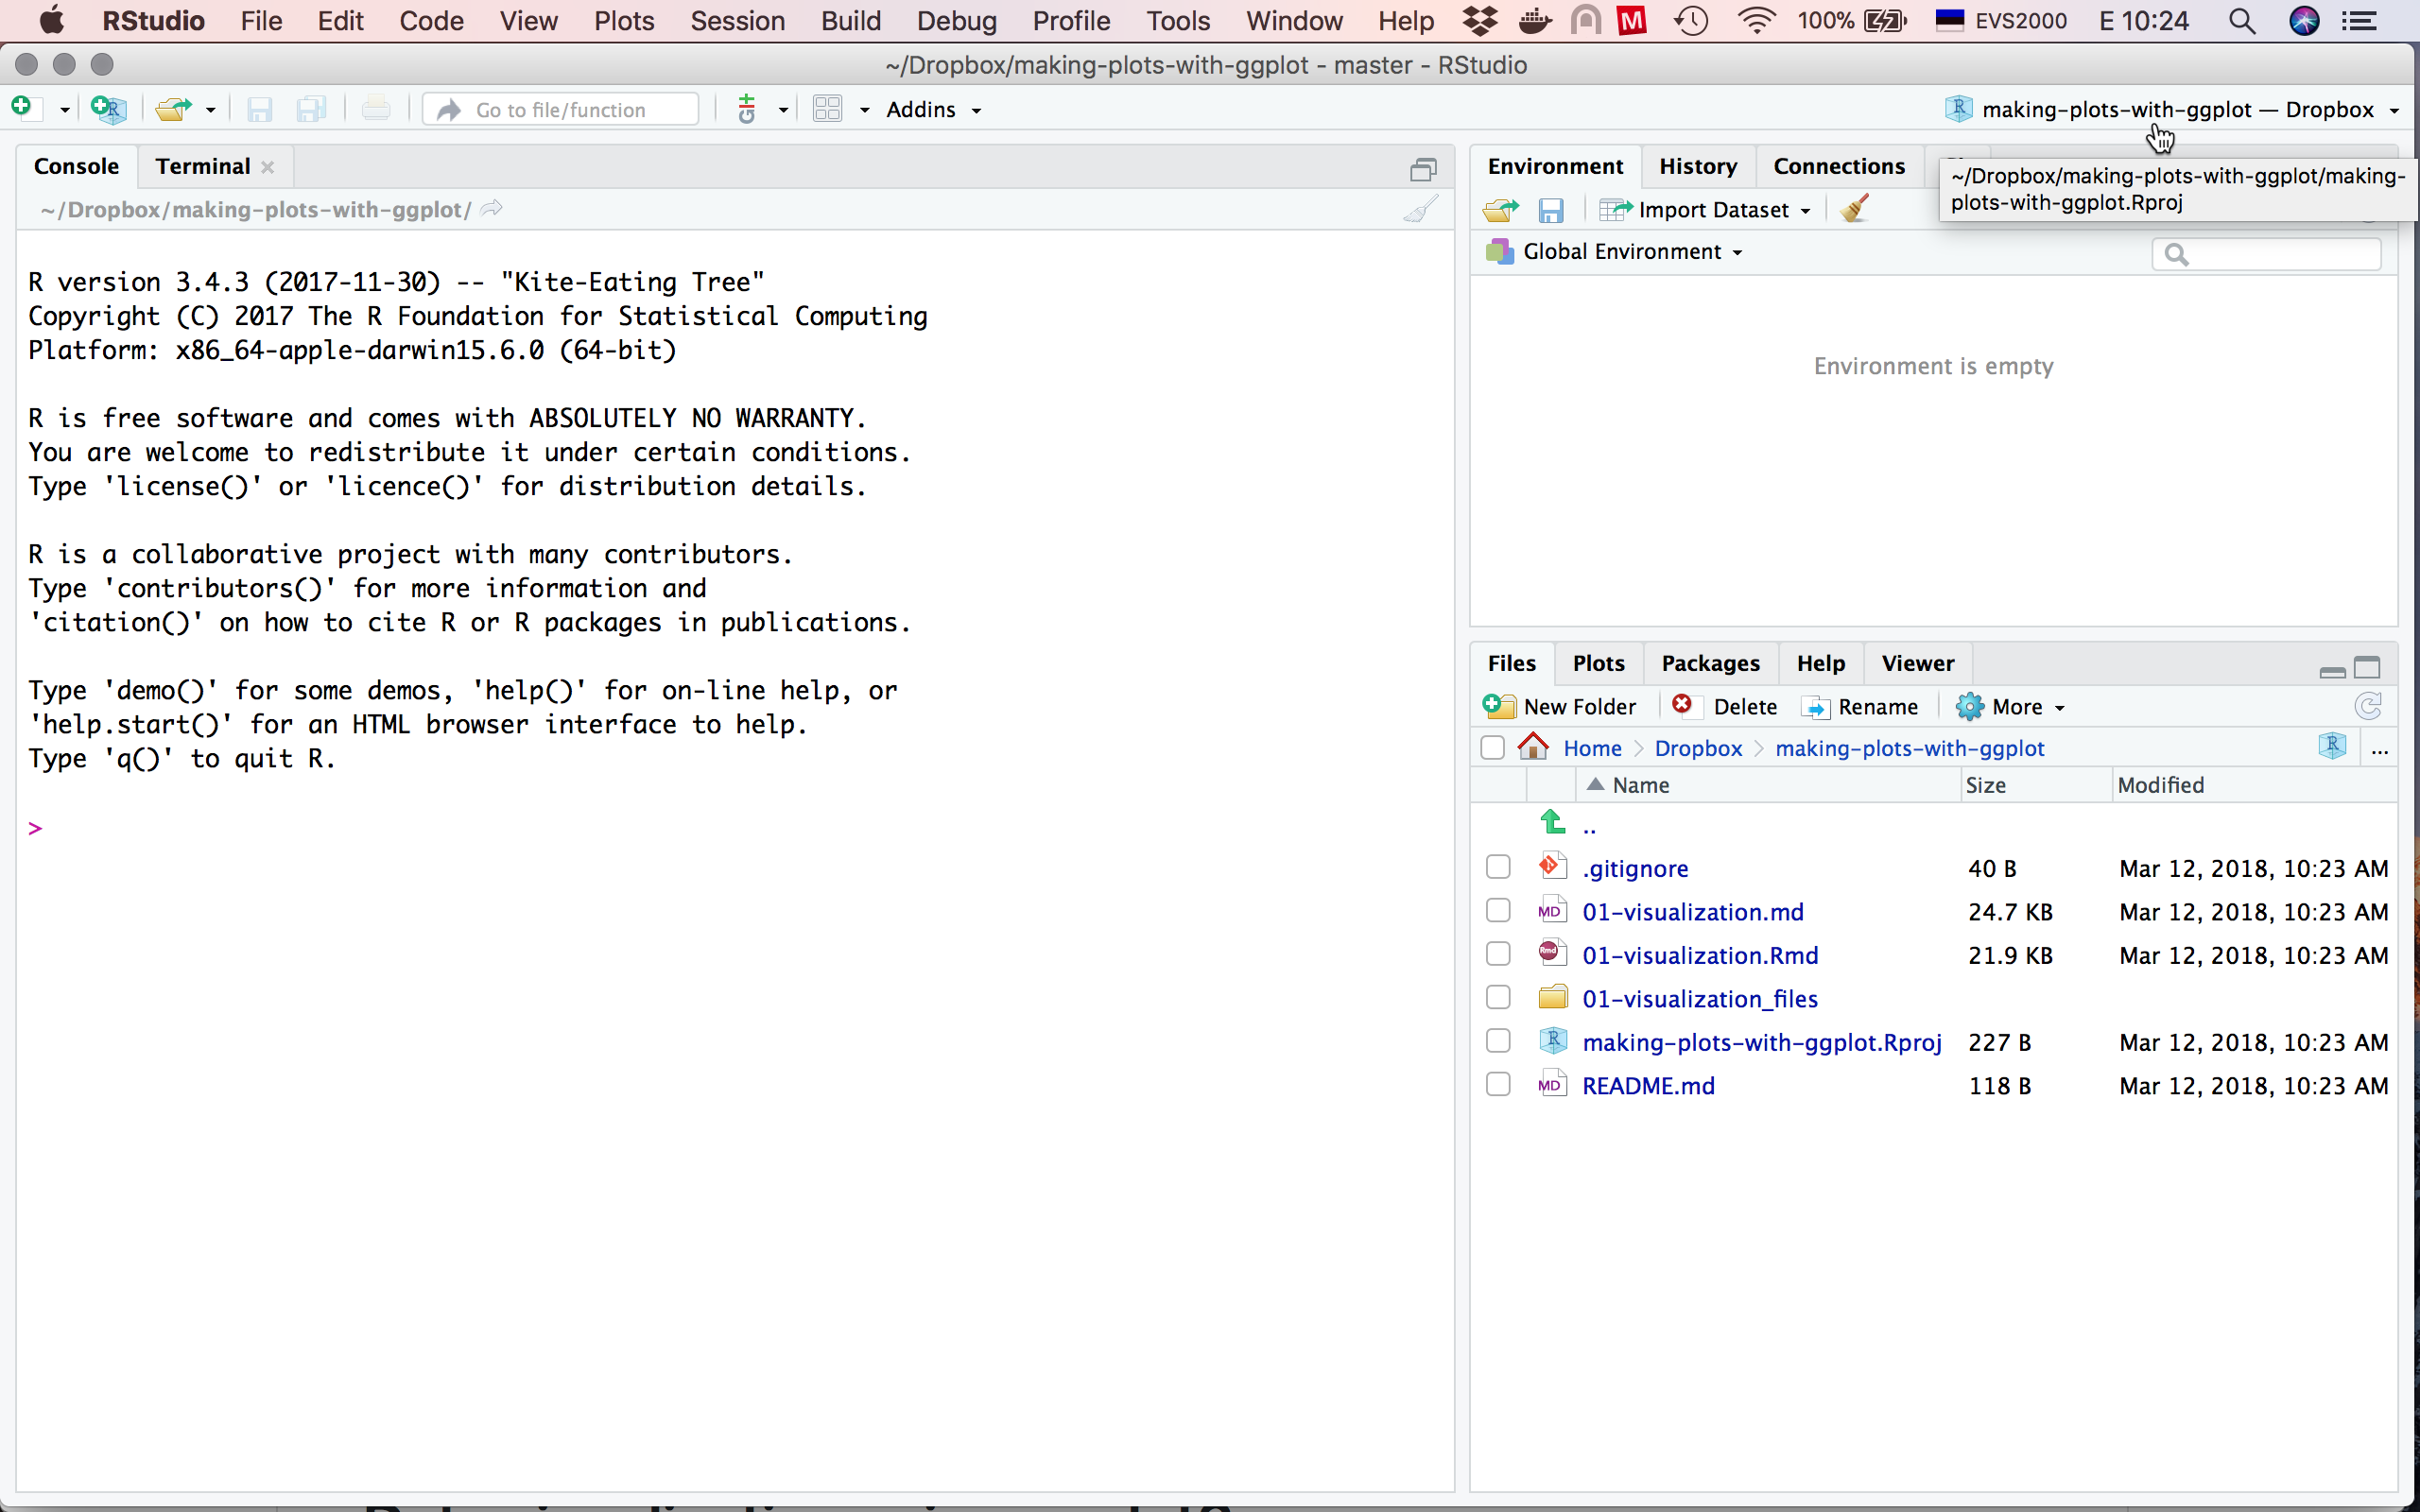 RStudio File Edit Code View Plots Session Build Debug Profile Tools Window Help M 100% EVS2000 E 10:24
~/Dropbox/making-plots-with-ggplot - master - RStudio
Go to file/function Addins making-plots-with-ggplot — Dropbox
Console Terminal
~/Dropbox/making-plots-with-ggplot/
R version 3.4.3 (2017-11-30) -- "Kite-Eating Tree"
Copyright (C) 2017 The R Foundation for Statistical Computing
Platform: x86_64-apple-darwin15.6.0 (64-bit)
R is free software and comes with ABSOLUTELY NO WARRANTY.
You are welcome to redistribute it under certain conditions.
Type 'license()' or 'licence()' for distribution details.
R is a collaborative project with many contributors.
Type 'contributors()' for more information and
'citation()' on how to cite R or R packages in publications.
Type 'demo()' for some demos, 'help()' for on-line help, or
'help.start()' for an HTML browser interface to help.
Type 'q()' to quit R.
>
Environment History Connections
~/Dropbox/making-plots-with-ggplot/making-
plots-with-ggplot.Rproj
Import Dataset
Global Environment
Environment is empty
Files Plots Packages Help Viewer
New Folder Delete Rename More
Home Dropbox making-plots-with-ggplot ...
Name Size Modified
..
.gitignore 40 B Mar 12, 2018, 10:23 AM
01-visualization.md 24.7 KB Mar 12, 2018, 10:23 AM
01-visualization.Rmd 21.9 KB Mar 12, 2018, 10:23 AM
01-visualization_files
making-plots-with-ggplot.Rproj 227 B Mar 12, 2018, 10:23 AM
README.md 118 B Mar 12, 2018, 10:23 AM